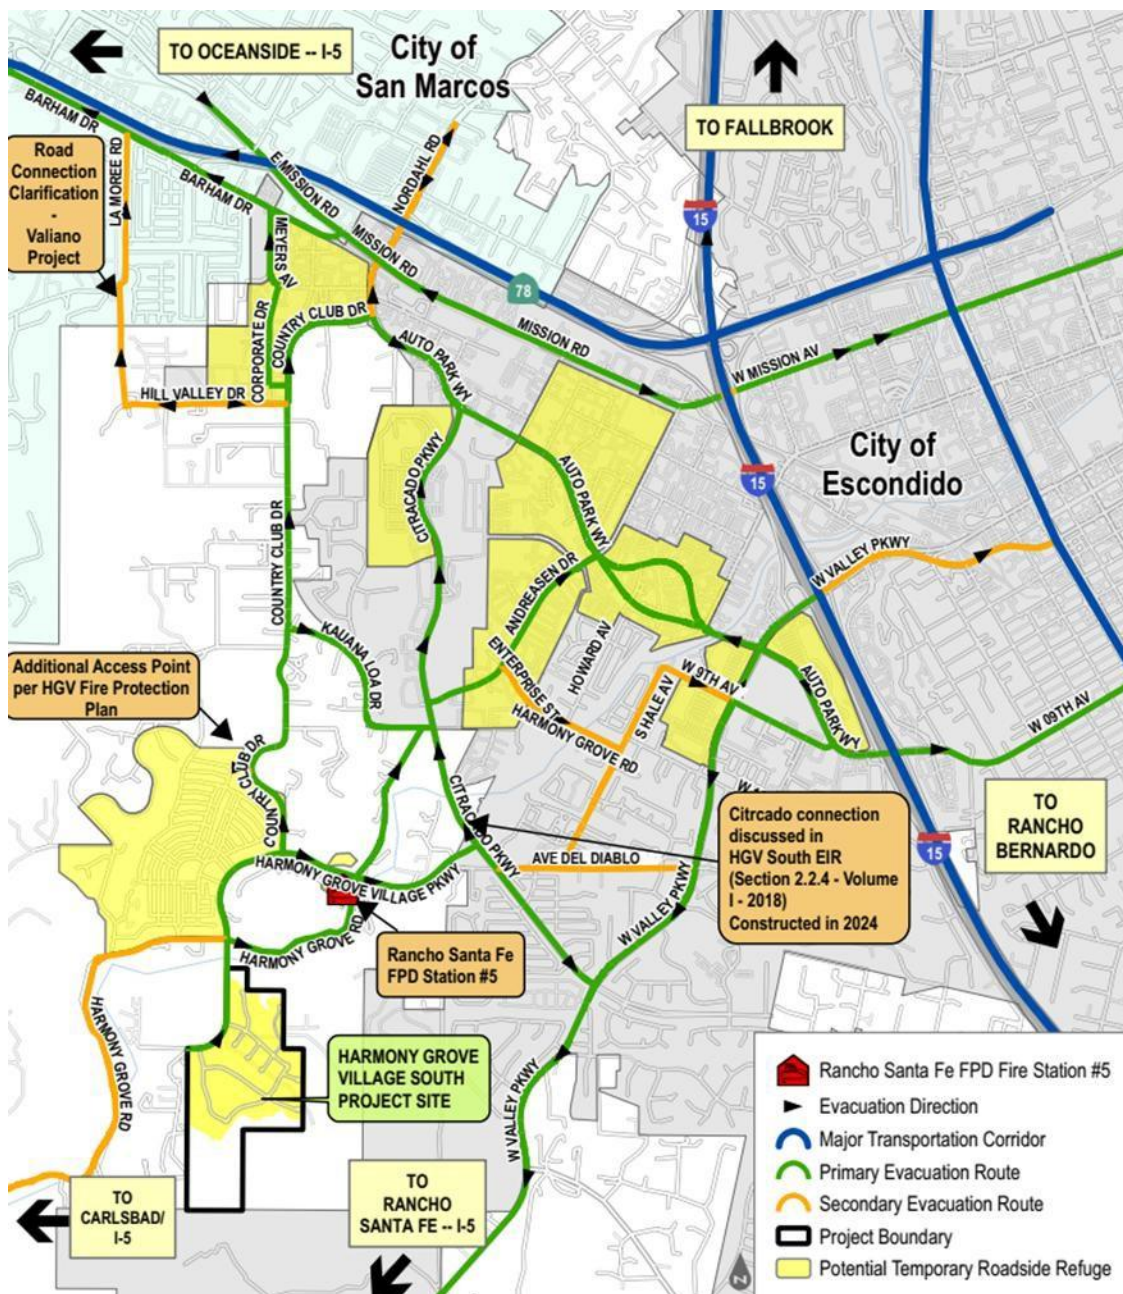 TO OCEANSIDE -- I-5
City of
San Marcos
TO FALLBROOK
BARHAM DR
LA MOREE RD
Road
Connection
Clarification
-
Valiano
Project
BARHAM DR
E MISSION RD
NORDAHL RD
MISSION RD
MEYERS AV
15
78
MISSION RD
COUNTRY CLUB DR
CORPORATE DR
AUTO PARK WY
W MISSION AV
HILL VALLEY DR
CITRACADO PKWY
AUTO PARK WY
City of
Escondido
15
COUNTRY CLUB DR
ANDREASEN DR
W VALLEY PKWY
KAUANA LOA DR
HOWARD AV
ENTERPRISE ST
W 9TH AV
S HALE AV
HARMONY GROVE RD
AUTO PARK WY
W 09TH AV
Additional Access Point
per HGV Fire Protection
Plan
COUNTRY CLUB DR
CITRACADO PKWY
Citrcado connection
discussed in
HGV South EIR
(Section 2.2.4 - Volume
I - 2018)
Constructed in 2024
15
TO
RANCHO
BERNARDO
AVE DEL DIABLO
HARMONY GROVE VILLAGE PKWY
W VALLEY PKWY
HARMONY GROVE RD
Rancho Santa Fe
FPD Station #5
HARMONY GROVE RD
HARMONY GROVE
VILLAGE SOUTH
PROJECT SITE
W VALLEY PKWY
TO
CARLSBAD/
I-5
TO
RANCHO
SANTA FE -- I-5
Z
Rancho Santa Fe FPD Fire Station #5
Evacuation Direction
Major Transportation Corridor
Primary Evacuation Route
Secondary Evacuation Route
Project Boundary
Potential Temporary Roadside Refuge